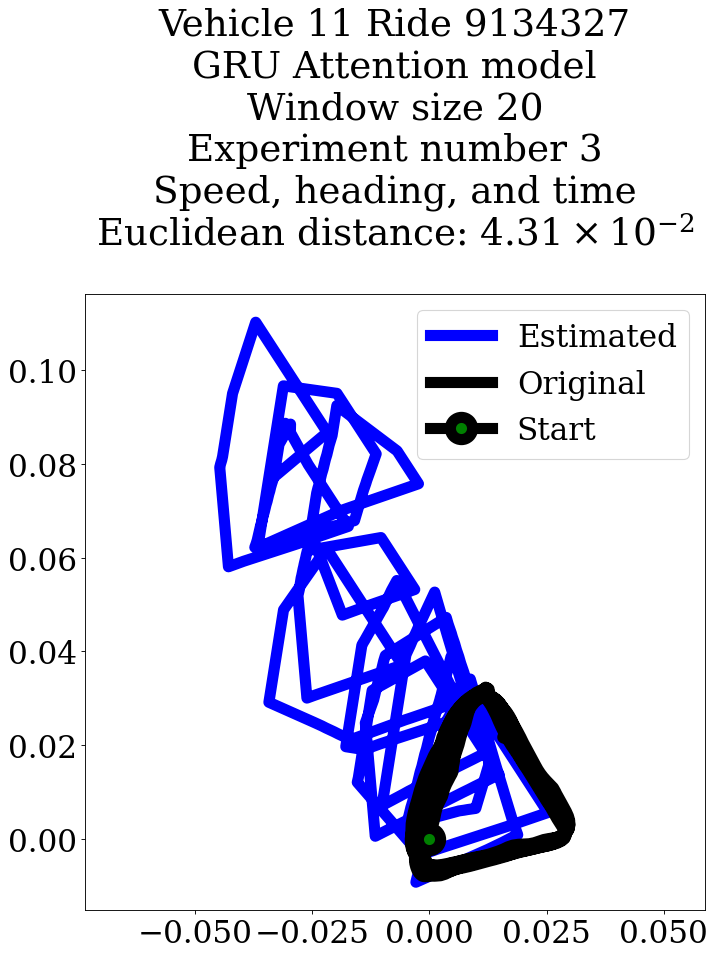 Vehicle 11 Ride 9134327
GRU Attention model
Window size 20
Experiment number 3
Speed, heading, and time
Euclidean distance: 4.31 × 10⁻²
Estimated
Original
Start
0.10
0.08
0.06
0.04
0.02
0.00
−0.050 −0.025 0.000 0.025 0.050